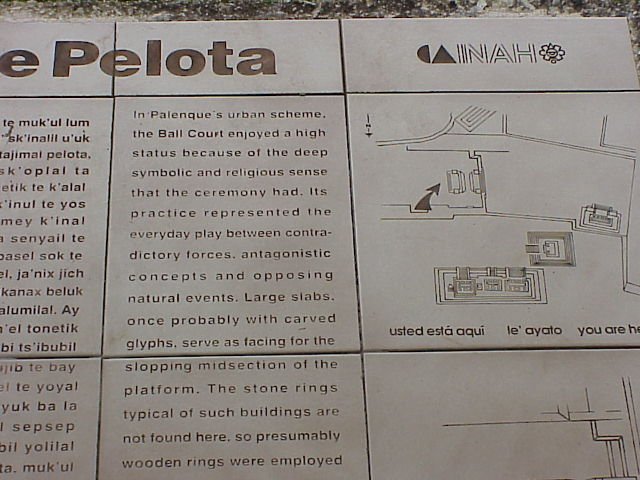 e Pelota
INAH
te muk'ul lum
sk'inalil u'uk
tajimal pelota,
sk'oplal ta
etik te k'alal
k'inul te yos
mey k'inal
a senyail te
basel sok te
el, ja'nix jich
kanax beluk
alumilal. Ay
n'el tonetik
bi ts'ibubil
ujib te bay
el te yoyal
yuk ba la
l sepsep
bil yolilal
ta. muk'ul
In Palenque's urban scheme,
the Ball Court enjoyed a high
status because of the deep
symbolic and religious sense
that the ceremony had. Its
practice represented the
everyday play between contra-
dictory forces, antagonistic
concepts and opposing
natural events. Large slabs,
once probably with carved
glyphs, serve as facing for the
slopping midsection of the
platform. The stone rings
typical of such buildings are
not found here, so presumably
wooden rings were employed
usted está aquí le' ayato you are he